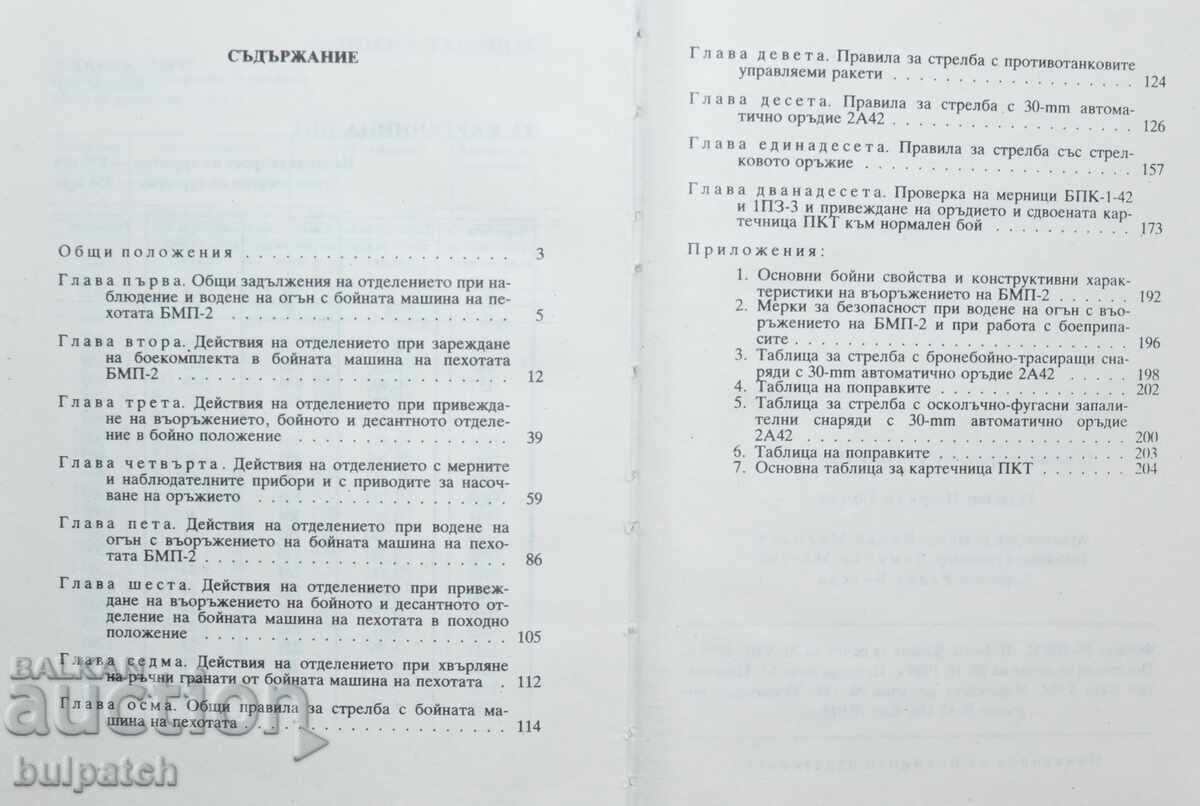 СЪДЪРЖАНИЕ
Общи положения . . . . . . . . . . . . . . . . . . . . 3
Глава първа. Общи задължения на отделението при на-
блюдение и водене на огън с бойната машина на пе-
хотата БМП-2 . . . . . . . . . . . . . . . . . . . . 5
Глава втора. Действия на отделението при зареждане
на боекомплекта в бойната машина на пехотата
БМП-2 . . . . . . . . . . . . . . . . . . . . 12
Глава трета. Действия на отделението при привежда-
не на въоръжението, бойното и десантното отделе-
ние в бойно положение . . . . . . . . . . . . . . . 39
Глава четвърта. Действия на отделението с мерните
и наблюдателните прибори и с приводите за насоч-
ване на оръжието . . . . . . . . . . . . . . . . . 59
Глава пета. Действия на отделението при водене на
огън с въоръжението на бойната машина на пехо-
тата БМП-2 . . . . . . . . . . . . . . . . . . . . 86
Глава шеста. Действия на отделението при привеж-
дане на въоръжението на бойното и десантното от-
деление на бойната машина на пехотата в походно
положение . . . . . . . . . . . . . . . . . . . . 105
Глава седма. Действия на отделението при хвърляне
на ръчни гранати от бойната машина на пехотата . 112
Глава осма. Общи правила за стрелба с бойната ма-
шина на пехотата . . . . . . . . . . . . . . . . . 114
Глава девета. Правила за стрелба с противотанковите
управляеми ракети . . . . . . . . . . . . . . . . . 124
Глава десета. Правила за стрелба с 30-mm автома-
тично оръдие 2А42 . . . . . . . . . . . . . . . . . 126
Глава единадесета. Правила за стрелба със стрел-
ковото оръжие . . . . . . . . . . . . . . . . . . 157
Глава дванадесета. Проверка на мерници БПК-1-42
и 1ПЗ-3 и привеждане на оръдието и сдвоената кар-
течница ПКТ към нормален бой . . . . . . . . . . . 173
Приложения:
1. Основни бойни свойства и конструктивни харак-
теристики на въоръжението на БМП-2 . . . . . . 192
2. Мерки за безопасност при водене на огън с въо-
ръжението на БМП-2 и при работа с боеприпа-
сите . . . . . . . . . . . . . . . . . . . . 196
3. Таблица за стрелба с бронебойно-трасиращи сна-
ряди с 30-mm автоматично оръдие 2А42 . . . . . 198
4. Таблица на поправките . . . . . . . . . . . . 202
5. Таблица за стрелба с осколъчно-фугасни запали-
телни снаряди с 30-mm автоматично оръдие
2А42 . . . . . . . . . . . . . . . . . . . . 200
6. Таблица на поправките . . . . . . . . . . . . 203
7. Основна таблица за картечница ПКТ . . . . . . 204
BALKAN
auction
bulpatch